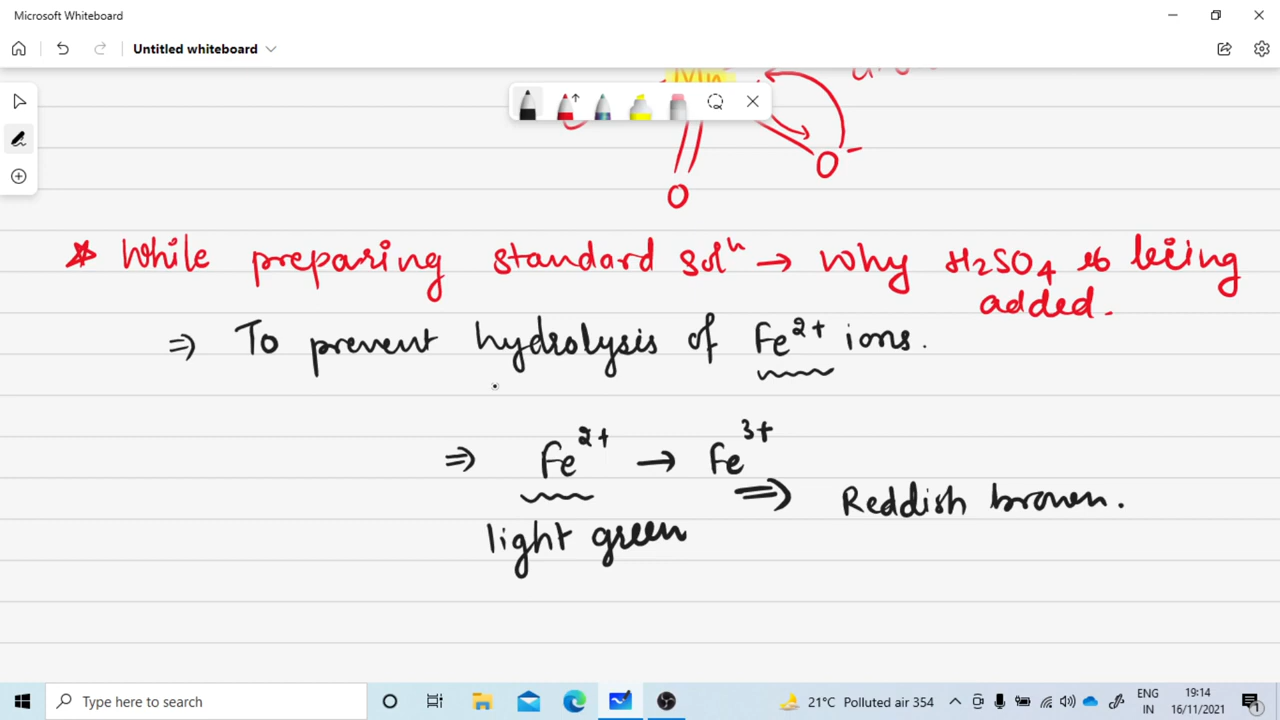 Microsoft Whiteboard
Untitled whiteboard
Mn
O
O⁻
* While preparing standard solⁿ → why H2SO4 is being
added.
⇒ To prevent hydrolysis of Fe²⁺ ions.
⇒ Fe²⁺ → Fe³⁺
⇒ Reddish brown.
light green
Type here to search
21°C Polluted air 354
ENG
IN
19:14
16/11/2021
1